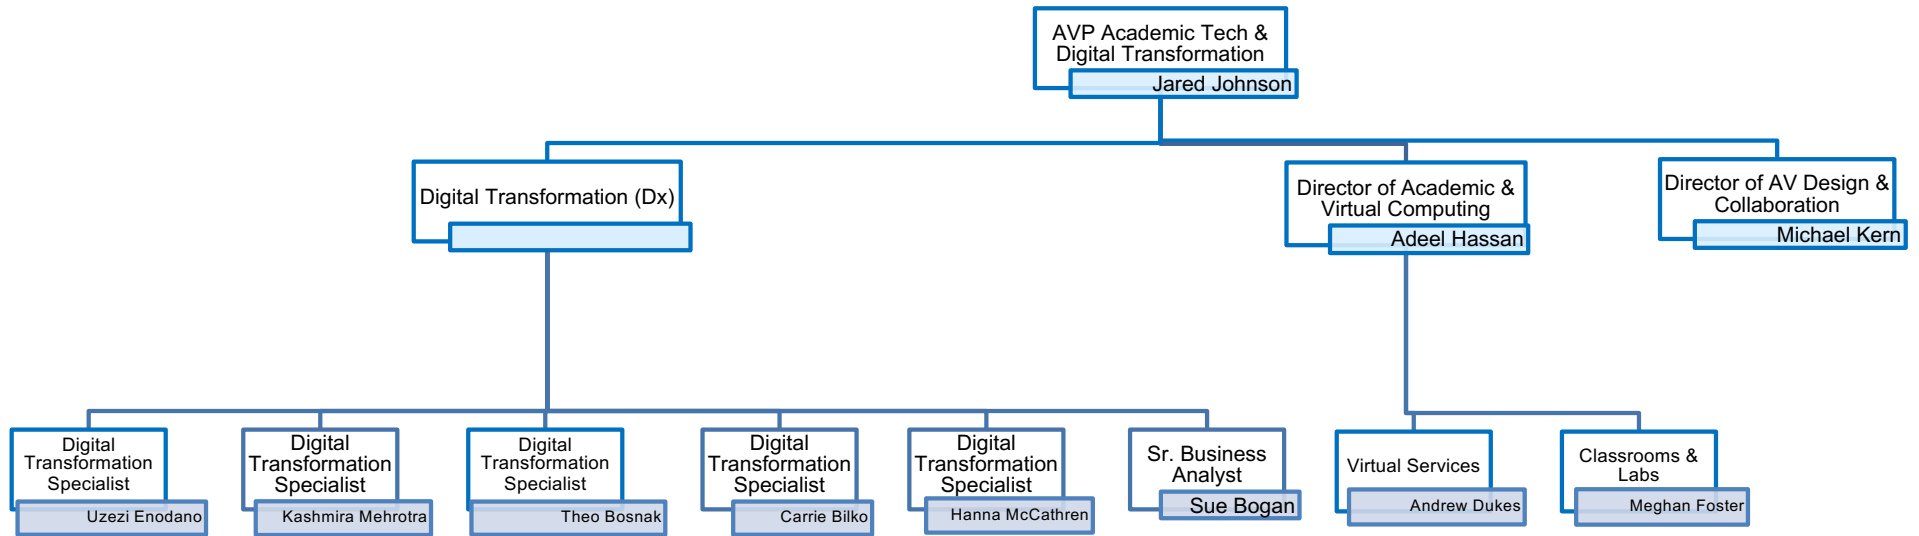 AVP Academic Tech &
Digital Transformation
Jared Johnson
Digital Transformation (Dx)
Director of Academic &
Virtual Computing
Adeel Hassan
Director of AV Design &
Collaboration
Michael Kern
Digital
Transformation
Specialist
Uzezi Enodano
Digital
Transformation
Specialist
Kashmira Mehrotra
Digital
Transformation
Specialist
Theo Bosnak
Digital
Transformation
Specialist
Carrie Bilko
Digital
Transformation
Specialist
Hanna McCathren
Sr. Business
Analyst
Sue Bogan
Virtual Services
Andrew Dukes
Classrooms &
Labs
Meghan Foster